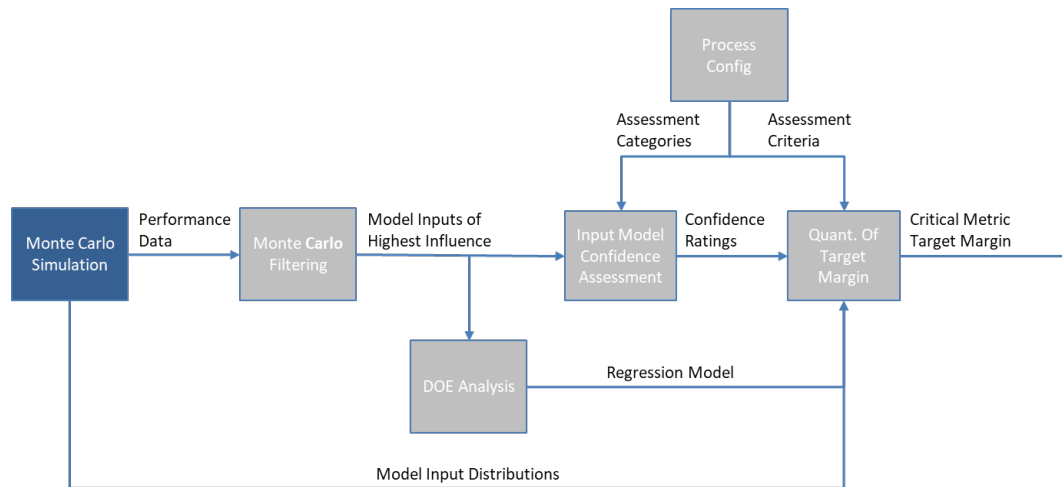 Process
Config
Assessment
Categories
Assessment
Criteria
Monte Carlo
Simulation
Performance
Data
Monte Carlo
Filtering
Model Inputs of
Highest Influence
Input Model
Confidence
Assessment
Confidence
Ratings
Quant. Of
Target
Margin
Critical Metric
Target Margin
DOE Analysis
Regression Model
Model Input Distributions